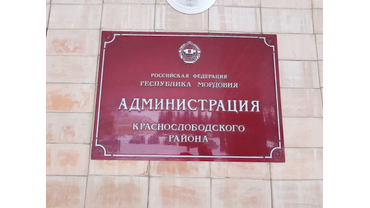 РОССИЙСКАЯ ФЕДЕРАЦИЯ
РЕСПУБЛИКА МОРДОВИЯ
АДМИНИСТРАЦИЯ
КРАСНОСЛОБОДСКОГО
РАЙОНА